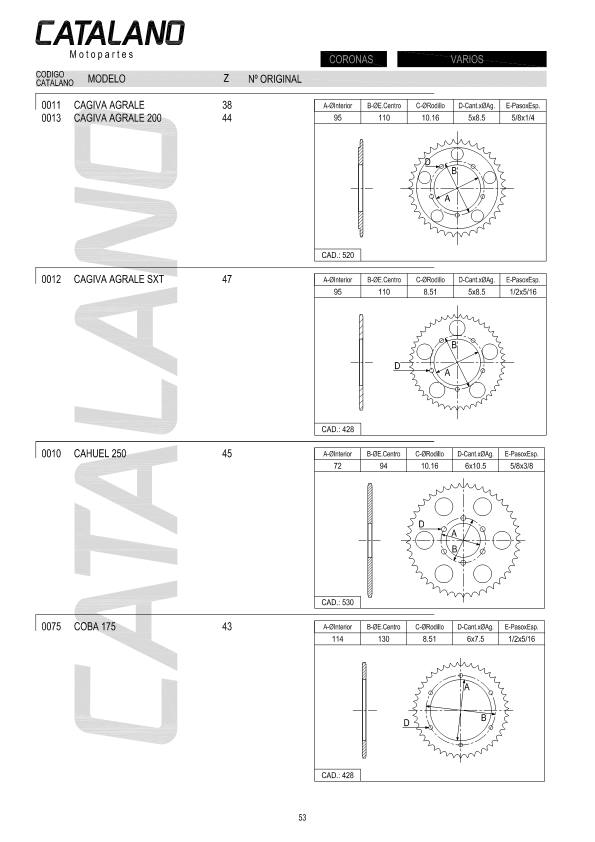 CATALANO
Motopartes
CORONAS VARIOS
CODIGO CATALANO MODELO Z Nº ORIGINAL
0011 CAGIVA AGRALE 38
0013 CAGIVA AGRALE 200 44
A-ØInterior B-ØE.Centro C-ØRodillo D-Cant.xØAg. E-PasoxEsp.
95 110 10.16 5x8.5 5/8x1/4
D
B
A
CAD.: 520
0012 CAGIVA AGRALE SXT 47
A-ØInterior B-ØE.Centro C-ØRodillo D-Cant.xØAg. E-PasoxEsp.
95 110 8.51 5x8.5 1/2x5/16
B
D
A
CAD.: 428
0010 CAHUEL 250 45
A-ØInterior B-ØE.Centro C-ØRodillo D-Cant.xØAg. E-PasoxEsp.
72 94 10.16 6x10.5 5/8x3/8
D
A
B
CAD.: 530
0075 COBA 175 43
A-ØInterior B-ØE.Centro C-ØRodillo D-Cant.xØAg. E-PasoxEsp.
114 130 8.51 6x7.5 1/2x5/16
A
B
D
CAD.: 428
CATALANO
53